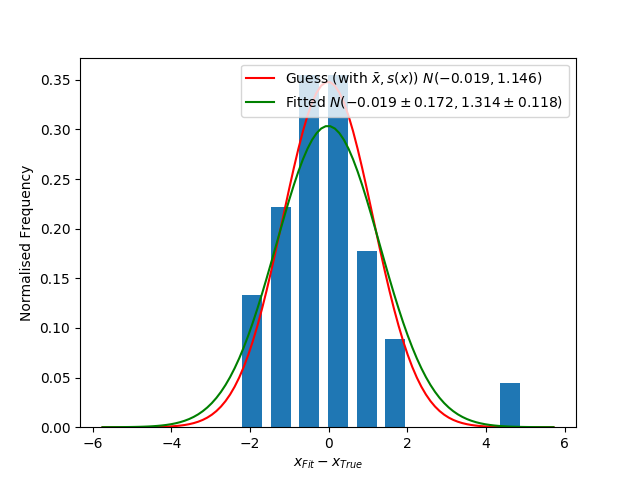 Guess (with x̄, s(x)) N(−0.019, 1.146)
Fitted N(−0.019 ± 0.172, 1.314 ± 0.118)
0.35
0.30
0.25
0.20
0.15
0.10
0.05
0.00
Normalised Frequency
−6 −4 −2 0 2 4 6
x_Fit − x_True